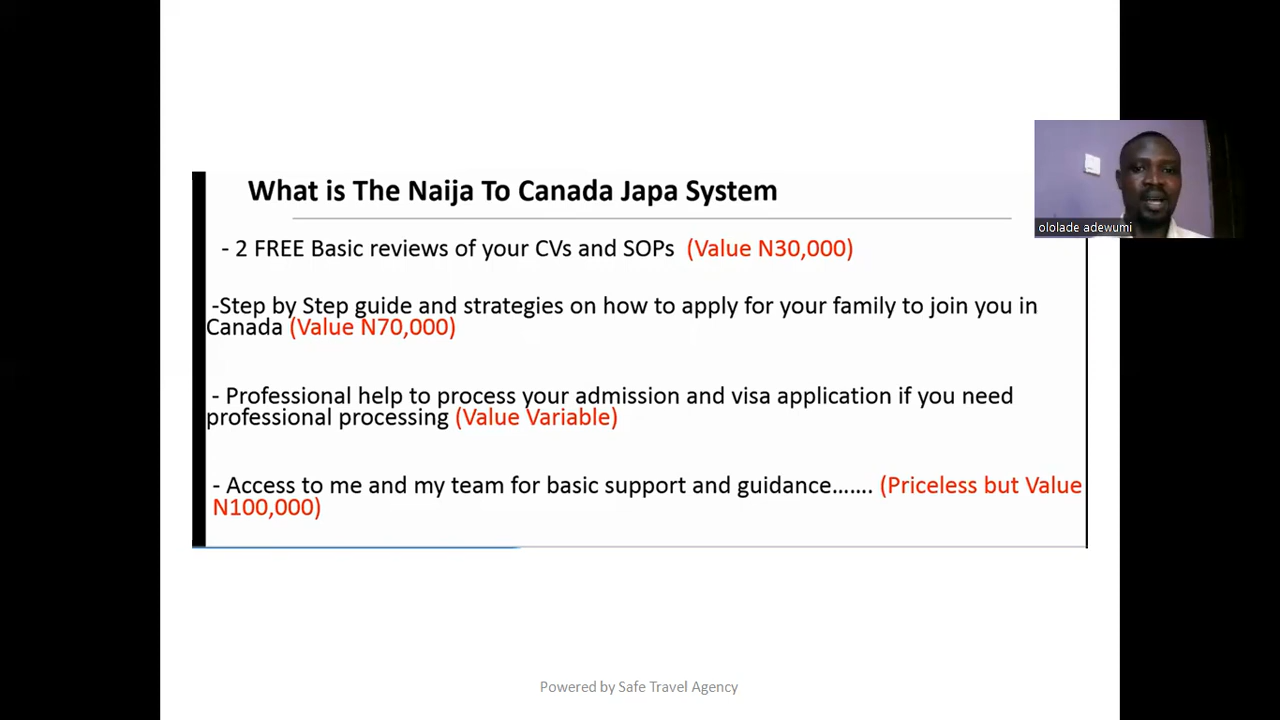 What is The Naija To Canada Japa System
- 2 FREE Basic reviews of your CVs and SOPs (Value N30,000)
-Step by Step guide and strategies on how to apply for your family to join you in
Canada (Value N70,000)
- Professional help to process your admission and visa application if you need
professional processing (Value Variable)
- Access to me and my team for basic support and guidance……. (Priceless but Value
N100,000)
ololade adewumi
Powered by Safe Travel Agency